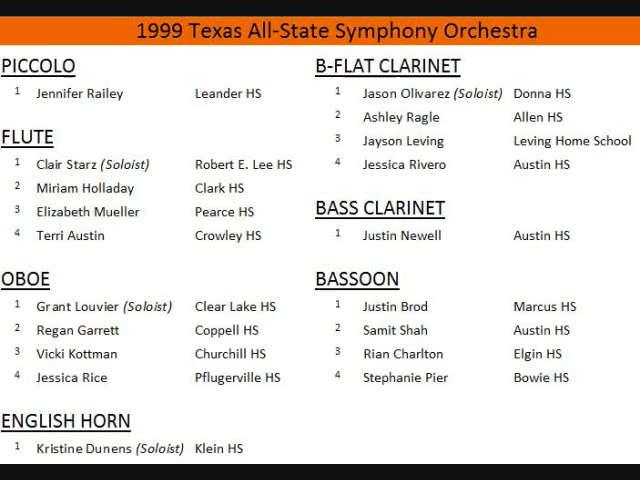 1999 Texas All-State Symphony Orchestra
PICCOLO
1 Jennifer Railey Leander HS
FLUTE
1 Clair Starz (Soloist) Robert E. Lee HS
2 Miriam Holladay Clark HS
3 Elizabeth Mueller Pearce HS
4 Terri Austin Crowley HS
OBOE
1 Grant Louvier (Soloist) Clear Lake HS
2 Regan Garrett Coppell HS
3 Vicki Kottman Churchill HS
4 Jessica Rice Pflugerville HS
ENGLISH HORN
1 Kristine Dunens (Soloist) Klein HS
B-FLAT CLARINET
1 Jason Olivarez (Soloist) Donna HS
2 Ashley Ragle Allen HS
3 Jayson Leving Leving Home School
4 Jessica Rivero Austin HS
BASS CLARINET
1 Justin Newell Austin HS
BASSOON
1 Justin Brod Marcus HS
2 Samit Shah Austin HS
3 Rian Charlton Elgin HS
4 Stephanie Pier Bowie HS